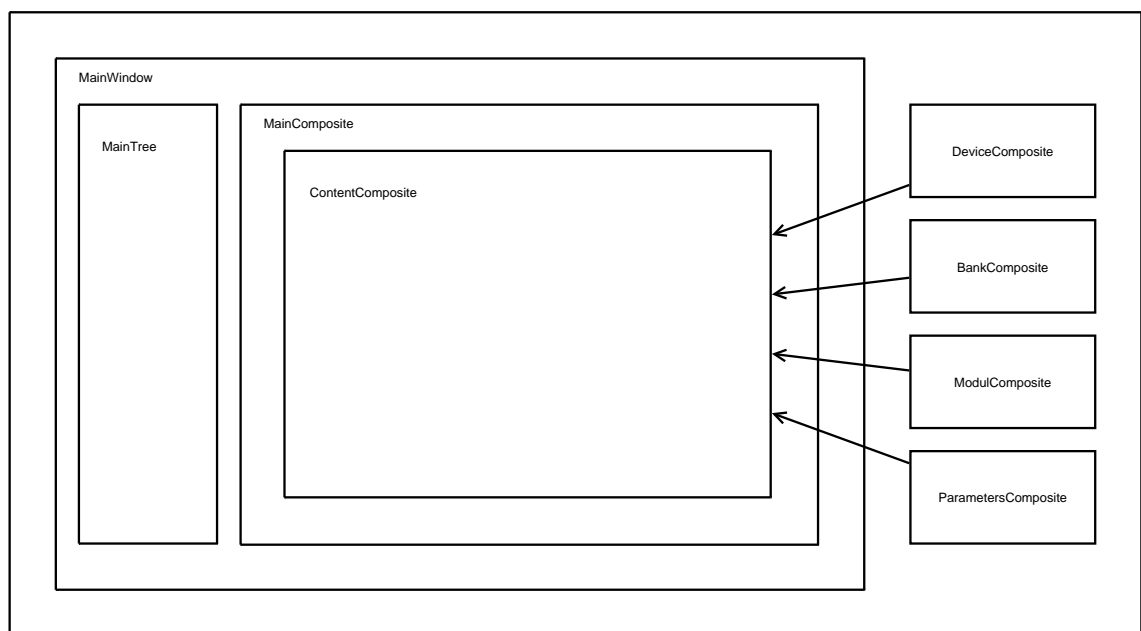 MainWindow
MainTree
MainComposite
ContentComposite
DeviceComposite
BankComposite
ModulComposite
ParametersComposite